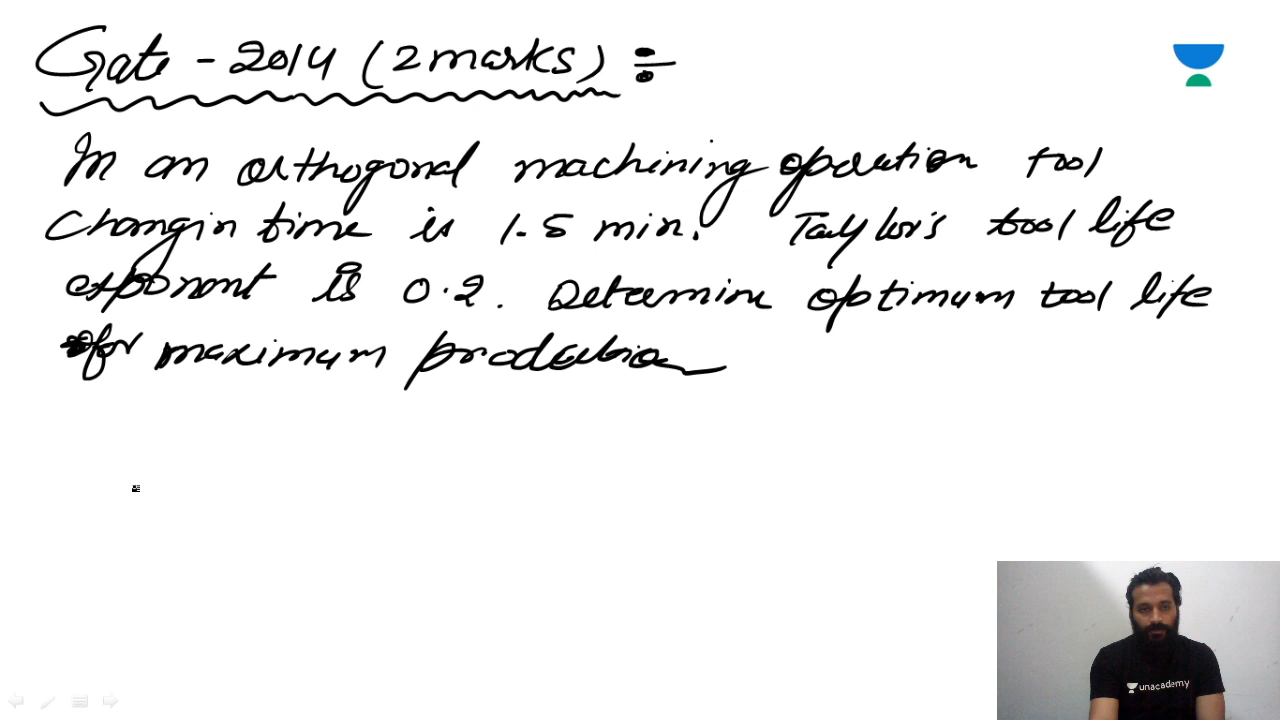 Gate - 2014 (2 marks) ÷
In an orthogonal machining operation tool
Changin time is 1.5 min. Taylor's tool life
exponent is 0.2. Determine optimum tool life
for maximum production
unacademy